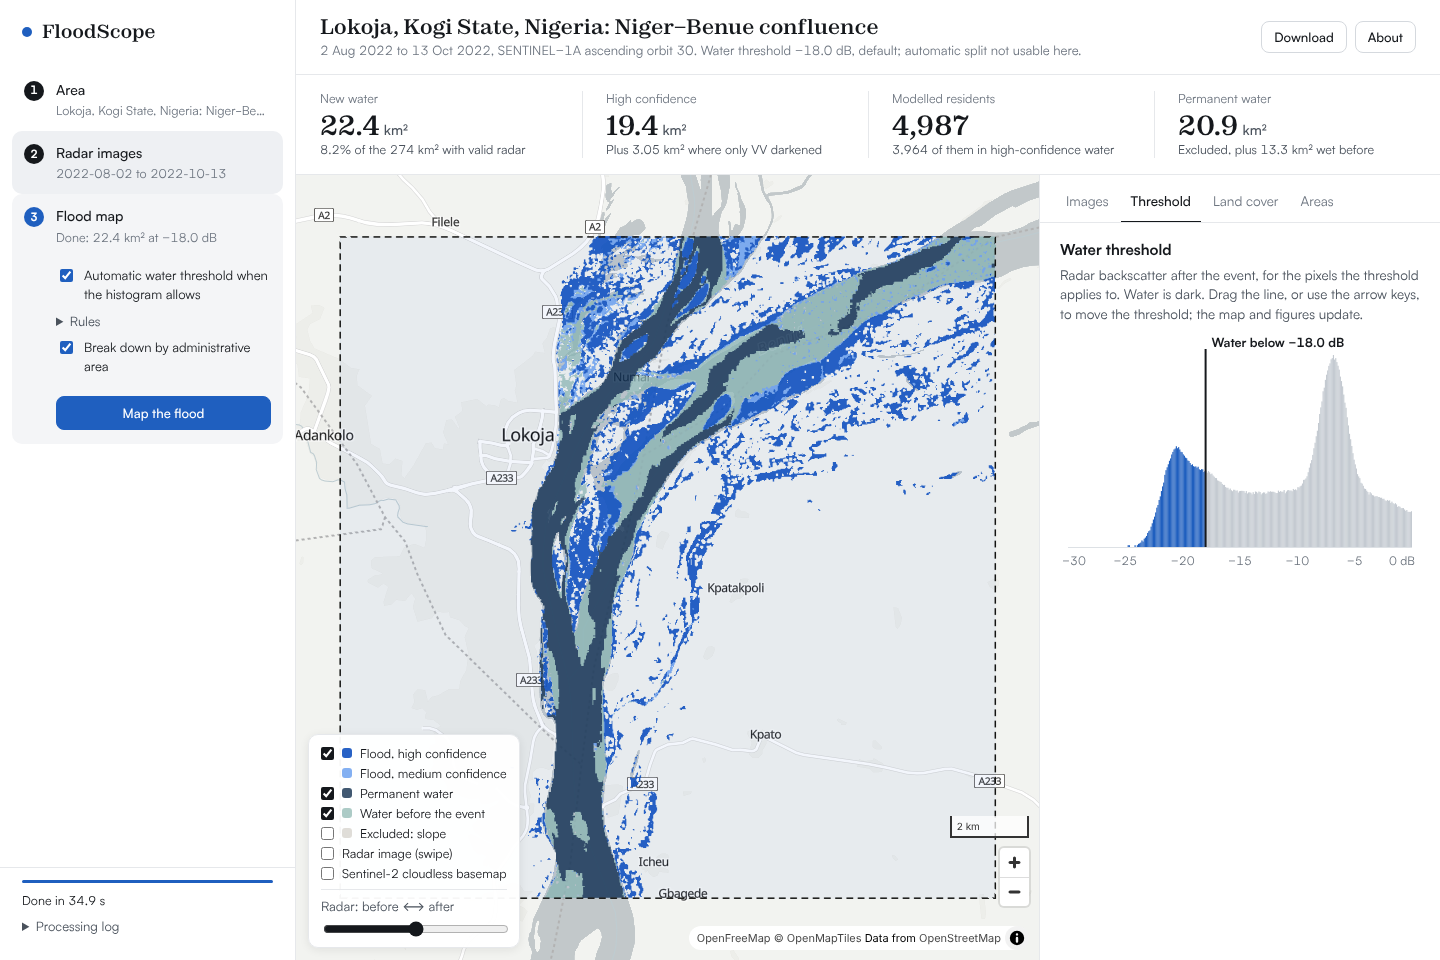 FloodScope
1 Area
Lokoja, Kogi State, Nigeria: Niger–Be...
2 Radar images
2022-08-02 to 2022-10-13
3 Flood map
Done: 22.4 km² at −18.0 dB
Automatic water threshold when
the histogram allows
Rules
Break down by administrative
area
Map the flood
Done in 34.9 s
Processing log
Lokoja, Kogi State, Nigeria: Niger–Benue confluence
2 Aug 2022 to 13 Oct 2022, SENTINEL-1A ascending orbit 30. Water threshold −18.0 dB, default; automatic split not usable here.
Download
About
New water
22.4 km²
8.2% of the 274 km² with valid radar
High confidence
19.4 km²
Plus 3.05 km² where only VV darkened
Modelled residents
4,987
3,964 of them in high-confidence water
Permanent water
20.9 km²
Excluded, plus 13.3 km² wet before
A2
Filele
A2
A23
Numai
Adankolo
Lokoja
A233
Kpatakpoli
A233
Kpato
A233
A233
2 km
Icheu
Gbagede
Flood, high confidence
Flood, medium confidence
Permanent water
Water before the event
Excluded: slope
Radar image (swipe)
Sentinel-2 cloudless basemap
Radar: before ⟷ after
+
−
OpenFreeMap © OpenMapTiles Data from OpenStreetMap
Images
Threshold
Land cover
Areas
Water threshold
Radar backscatter after the event, for the pixels the threshold
applies to. Water is dark. Drag the line, or use the arrow keys,
to move the threshold; the map and figures update.
Water below −18.0 dB
−30 −25 −20 −15 −10 −5 0 dB